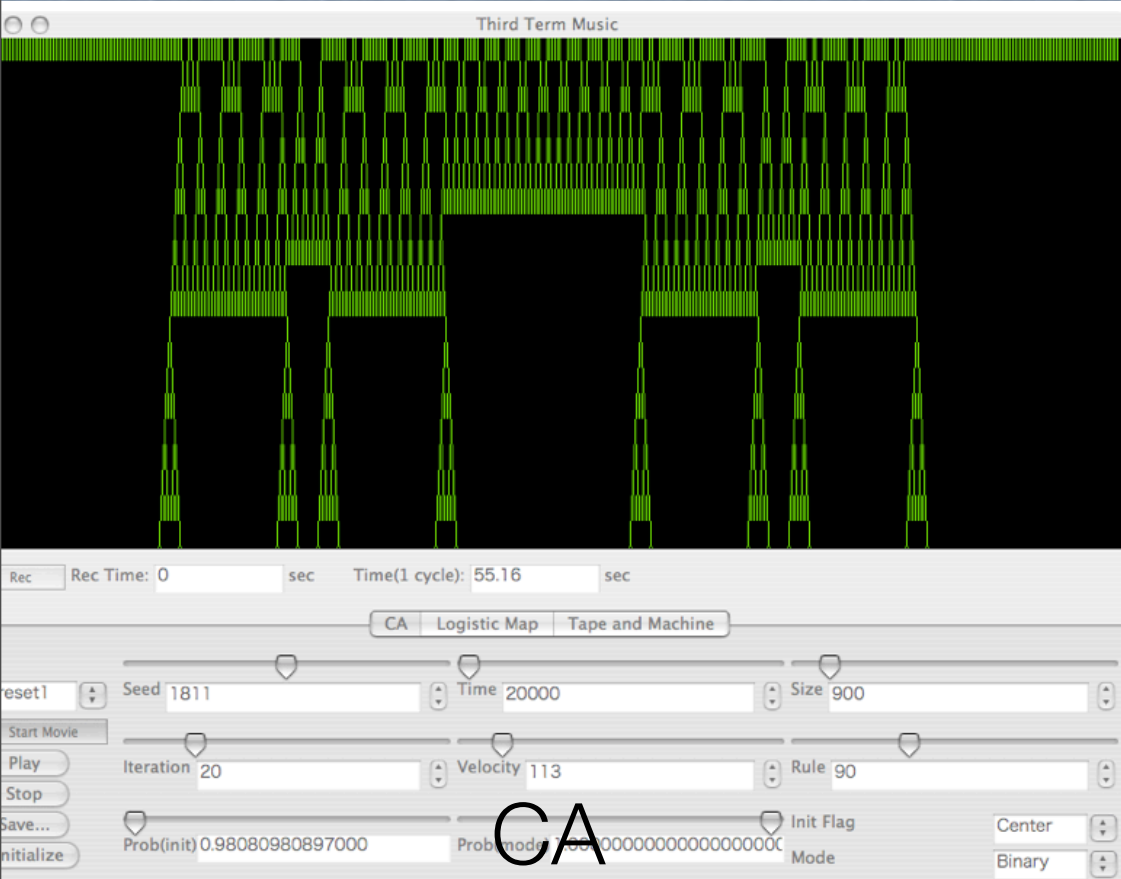 Third Term Music
Rec Rec Time: 0 sec Time(1 cycle): 55.16 sec
CA Logistic Map Tape and Machine
reset1 Seed 1811 Time 20000 Size 900
Start Movie
Play Iteration 20 Velocity 113 Rule 90
Stop
Save... Prob(init) 0.98080980897000 Prob(mode) Init Flag Center
nitialize Mode Binary
CA